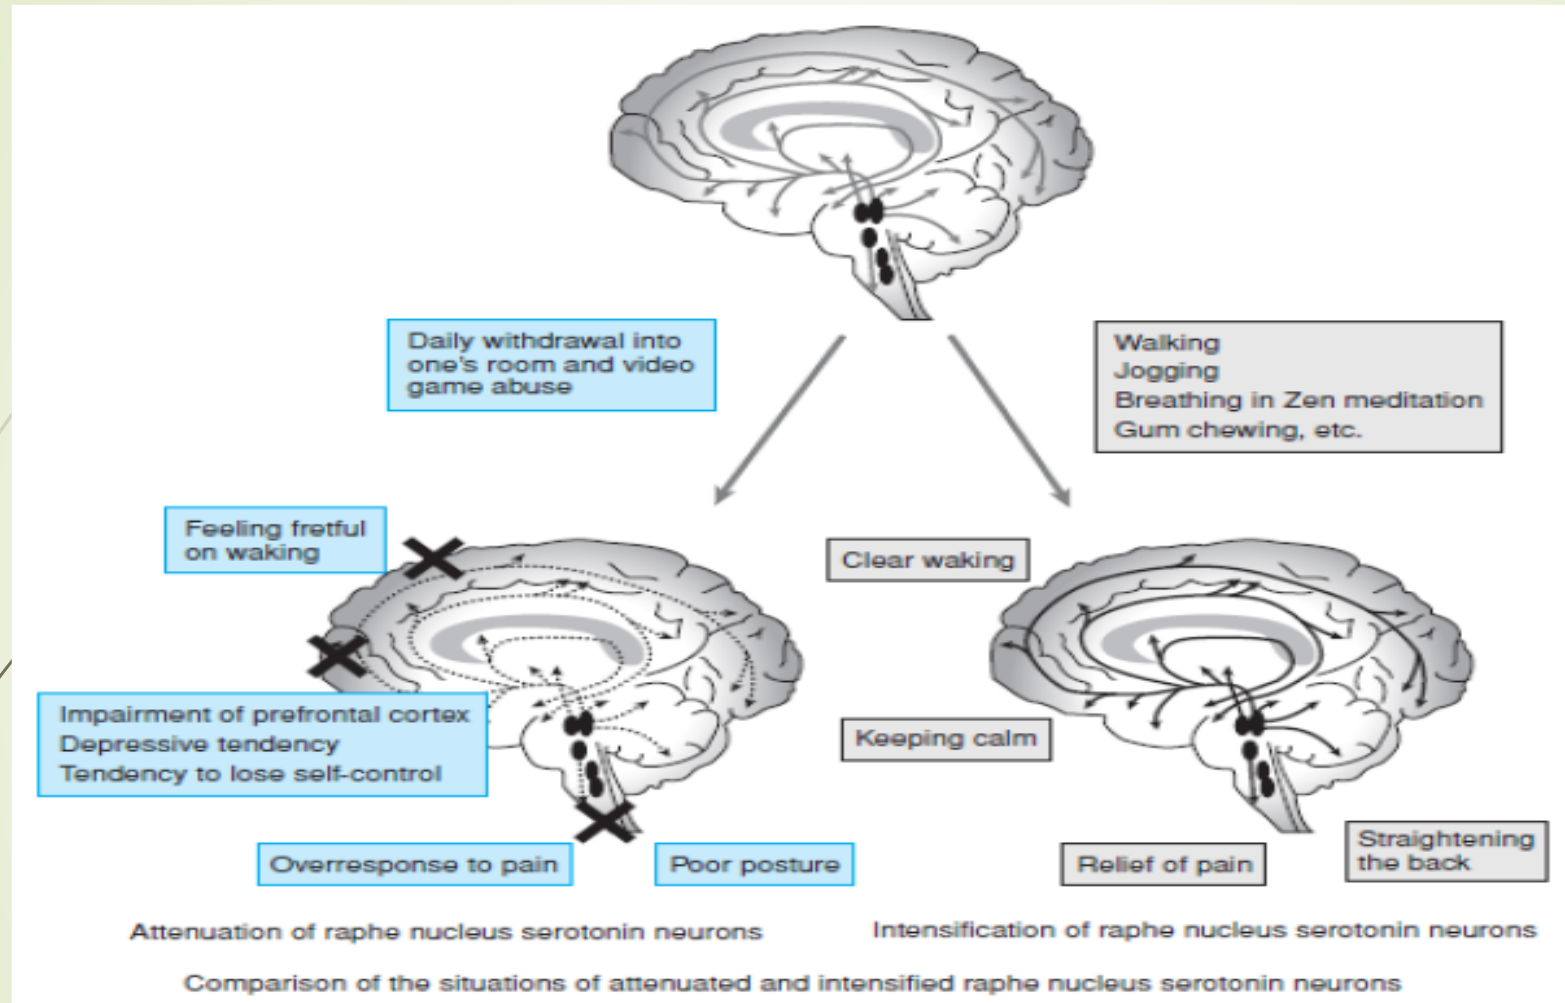 Daily withdrawal into
one's room and video
game abuse
Walking
Jogging
Breathing in Zen meditation
Gum chewing, etc.
Feeling fretful
on waking
Clear waking
Impairment of prefrontal cortex
Depressive tendency
Tendency to lose self-control
Keeping calm
Overresponse to pain
Poor posture
Relief of pain
Straightening
the back
Attenuation of raphe nucleus serotonin neurons
Intensification of raphe nucleus serotonin neurons
Comparison of the situations of attenuated and intensified raphe nucleus serotonin neurons